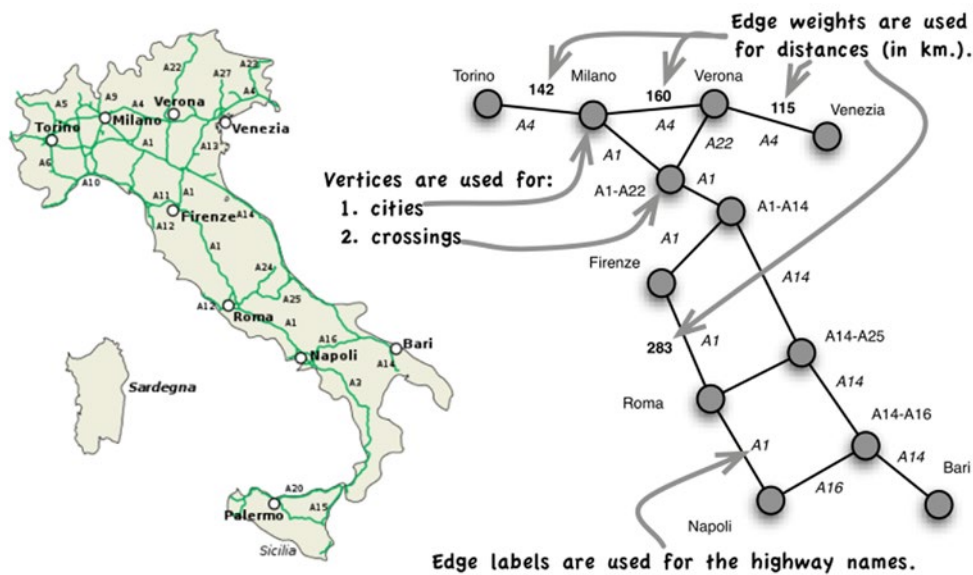 Edge weights are used
for distances (in km.).
A22
A27
A23
A5
A9
A4
Verona
A4
Torino
Milano
Venezia
A1
A13
A6
A10
A11
A1
Firenze
A14
A12
A1
A24
A25
A12
Roma
A1
A16
Napoli
Bari
A14
A3
Sardegna
A20
Palermo
A15
Sicilia
Torino
142
Milano
160
Verona
115
Venezia
A4
A4
A22
A4
A1
Vertices are used for:
1. cities
2. crossings
A1-A22
A1
A1-A14
A1
Firenze
A14
283
A1
A14-A25
Roma
A14
A14-A16
A1
A14
Bari
A16
Napoli
Edge labels are used for the highway names.